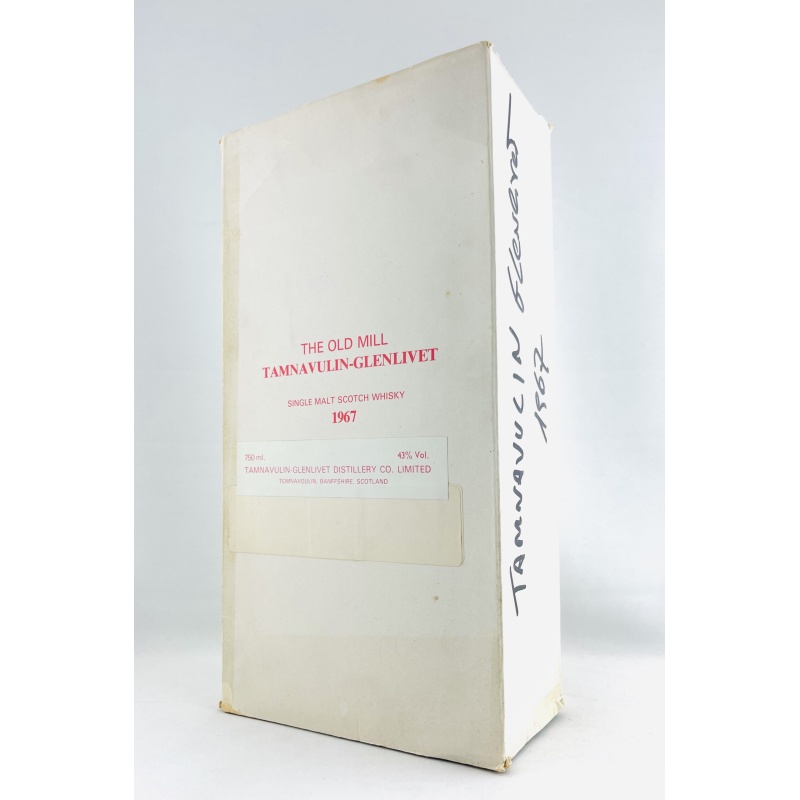 THE OLD MILL
TAMNAVULIN-GLENLIVET
SINGLE MALT SCOTCH WHISKY
1967
750 ml. 43% Vol.
TAMNAVULIN-GLENLIVET DISTILLERY CO. LIMITED
TOMNAVOULIN, BANFFSHIRE, SCOTLAND
TAMNAVULIN
1967